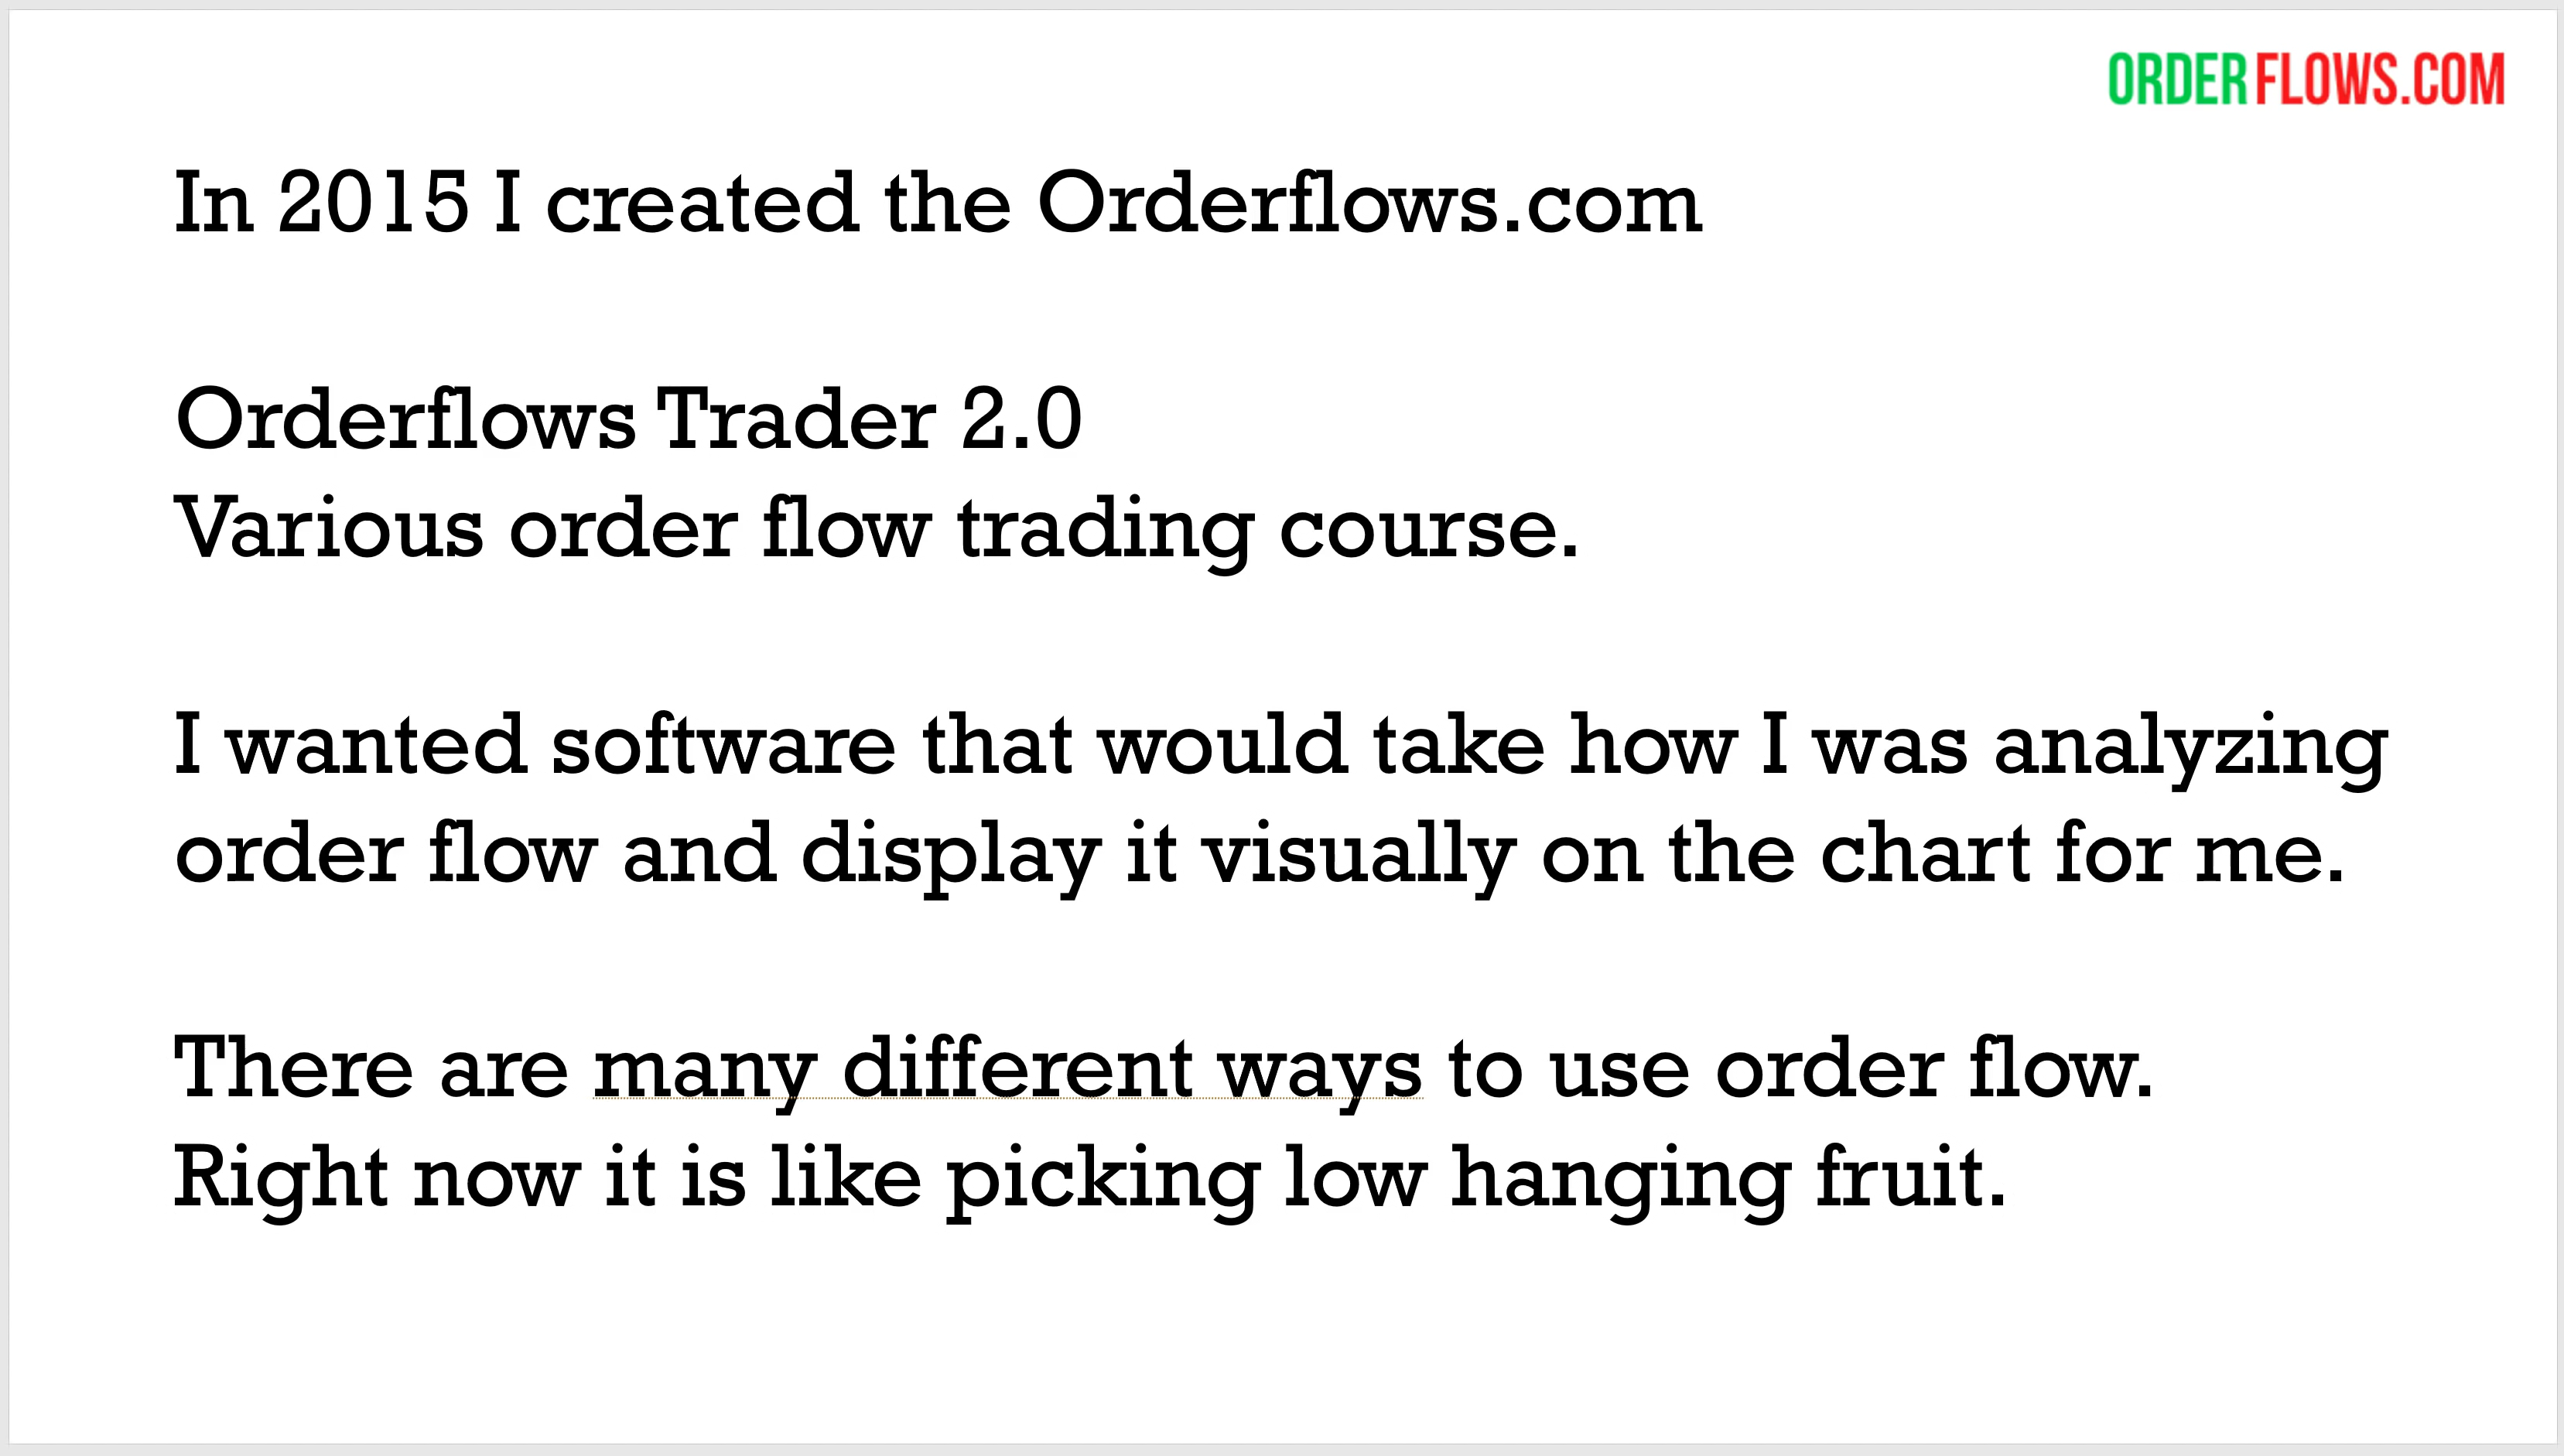 ORDERFLOWS.COM
In 2015 I created the Orderflows.com
Orderflows Trader 2.0
Various order flow trading course.
I wanted software that would take how I was analyzing
order flow and display it visually on the chart for me.
There are many different ways to use order flow.
Right now it is like picking low hanging fruit.